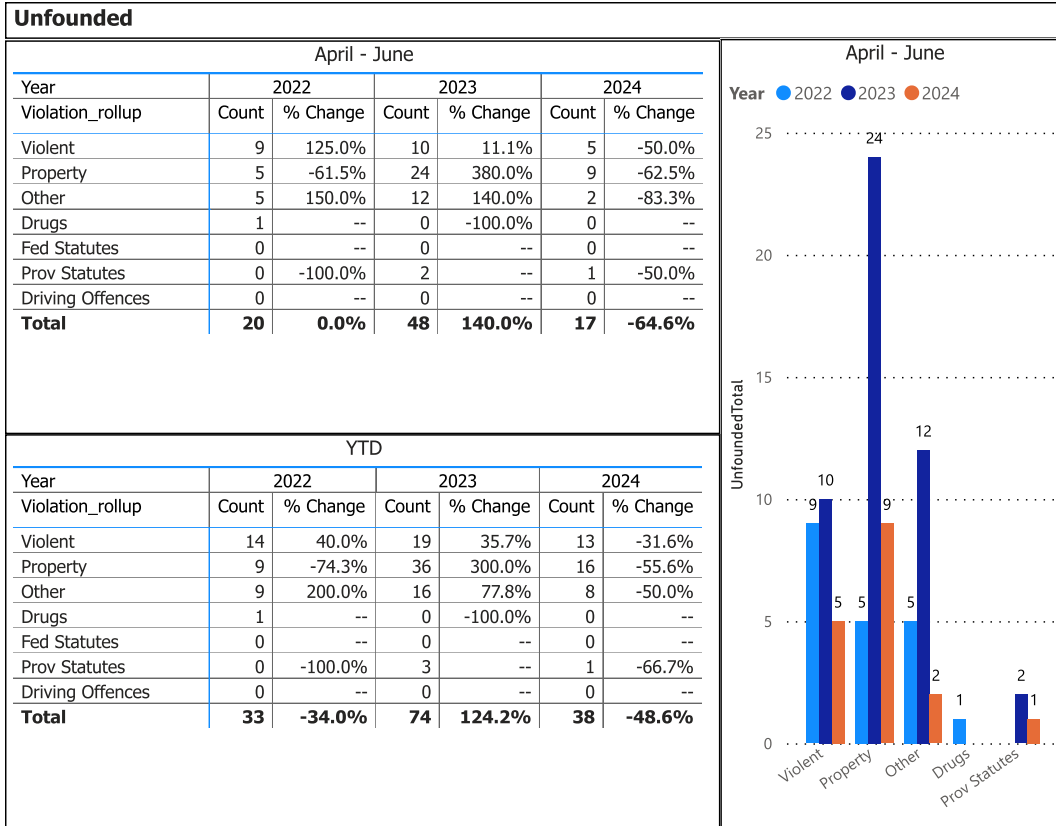 Unfounded
April - June
Year 2022 2023 2024
Violation_rollup Count % Change Count % Change Count % Change
Violent 9 125.0% 10 11.1% 5 -50.0%
Property 5 -61.5% 24 380.0% 9 -62.5%
Other 5 150.0% 12 140.0% 2 -83.3%
Drugs 1 -- 0 -100.0% 0 --
Fed Statutes 0 -- 0 -- 0 --
Prov Statutes 0 -100.0% 2 -- 1 -50.0%
Driving Offences 0 -- 0 -- 0 --
Total 20 0.0% 48 140.0% 17 -64.6%
YTD
Year 2022 2023 2024
Violation_rollup Count % Change Count % Change Count % Change
Violent 14 40.0% 19 35.7% 13 -31.6%
Property 9 -74.3% 36 300.0% 16 -55.6%
Other 9 200.0% 16 77.8% 8 -50.0%
Drugs 1 -- 0 -100.0% 0 --
Fed Statutes 0 -- 0 -- 0 --
Prov Statutes 0 -100.0% 3 -- 1 -66.7%
Driving Offences 0 -- 0 -- 0 --
Total 33 -34.0% 74 124.2% 38 -48.6%
April - June
Year 2022 2023 2024
25
24
20
15
12
10
10
9 9
5 5 5
5
2 2
1 1
0
UnfoundedTotal
Violent Property Other Drugs Prov Statutes